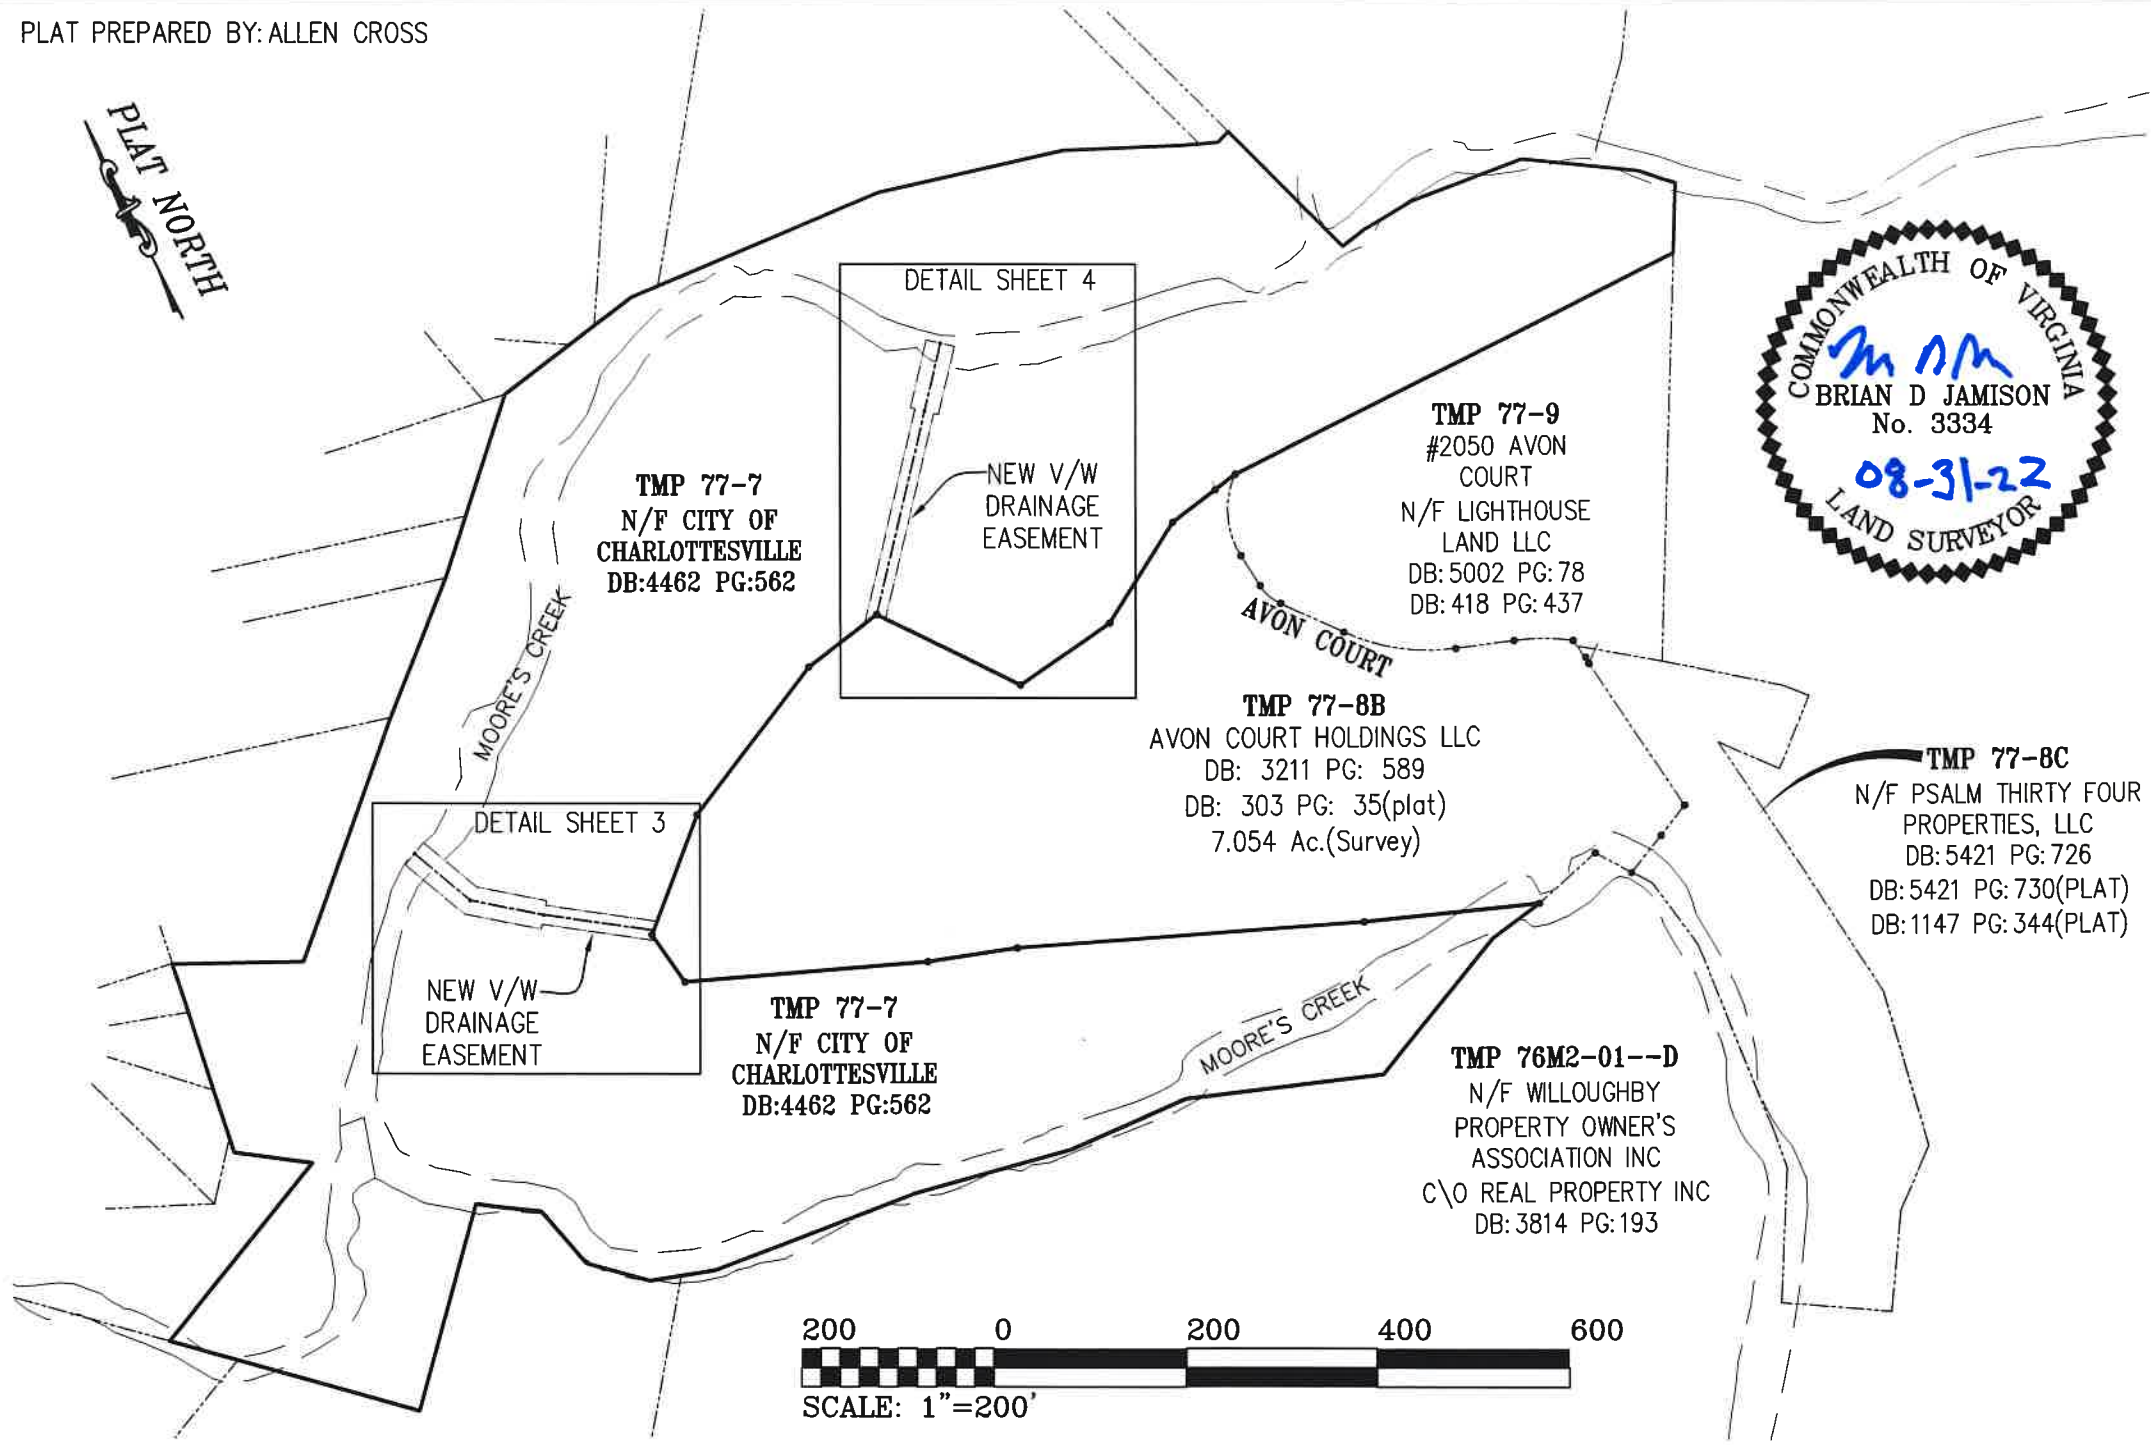 PLAT PREPARED BY: ALLEN CROSS
PLAT NORTH
DETAIL SHEET 4
COMMONWEALTH OF VIRGINIA
BRIAN D JAMISON
No. 3334
08-31-22
LAND SURVEYOR
TMP 77-9
#2050 AVON
COURT
N/F LIGHTHOUSE
LAND LLC
DB: 5002 PG: 78
DB: 418 PG: 437
TMP 77-7
N/F CITY OF
CHARLOTTESVILLE
DB:4462 PG:562
NEW V/W
DRAINAGE
EASEMENT
MOORE'S CREEK
AVON COURT
TMP 77-8B
AVON COURT HOLDINGS LLC
DB: 3211 PG: 589
DB: 303 PG: 35(plat)
7.054 Ac.(Survey)
TMP 77-8C
N/F PSALM THIRTY FOUR
PROPERTIES, LLC
DB: 5421 PG: 726
DB: 5421 PG: 730(PLAT)
DB: 1147 PG: 344(PLAT)
DETAIL SHEET 3
NEW V/W
DRAINAGE
EASEMENT
TMP 77-7
N/F CITY OF
CHARLOTTESVILLE
DB:4462 PG:562
MOORE'S CREEK
TMP 76M2-01--D
N/F WILLOUGHBY
PROPERTY OWNER'S
ASSOCIATION INC
C\O REAL PROPERTY INC
DB: 3814 PG: 193
200 0 200 400 600
SCALE: 1"=200'